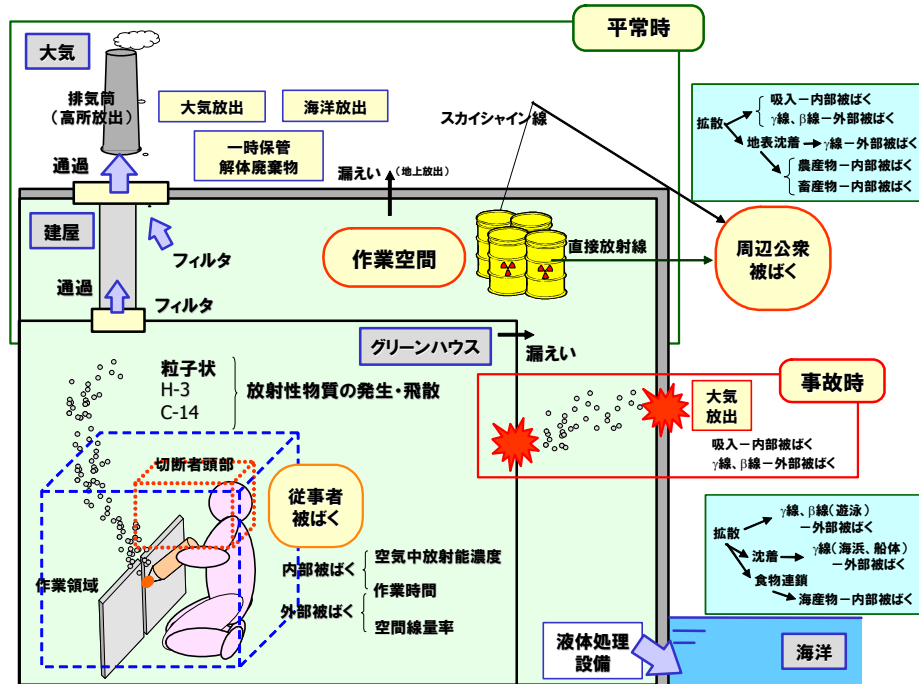 平常時
大気
排気筒
（高所放出）
大気放出
海洋放出
一時保管
解体廃棄物
スカイシャイン線
吸入－内部被ばく
γ線、β線－外部被ばく
拡散
地表沈着
γ線－外部被ばく
農産物－内部被ばく
畜産物－内部被ばく
通過
漏えい
（地上放出）
建屋
フィルタ
作業空間
直接放射線
周辺公衆
被ばく
通過
フィルタ
グリーンハウス
漏えい
粒子状
H-3
C-14
放射性物質の発生・飛散
事故時
大気
放出
吸入－内部被ばく
γ線、β線－外部被ばく
切断者頭部
従事者
被ばく
作業領域
内部被ばく
空気中放射能濃度
作業時間
外部被ばく
空間線量率
γ線、β線（遊泳）
－外部被ばく
拡散
沈着
γ線（海浜、船体）
－外部被ばく
食物連鎖
海産物－内部被ばく
液体処理
設備
海洋